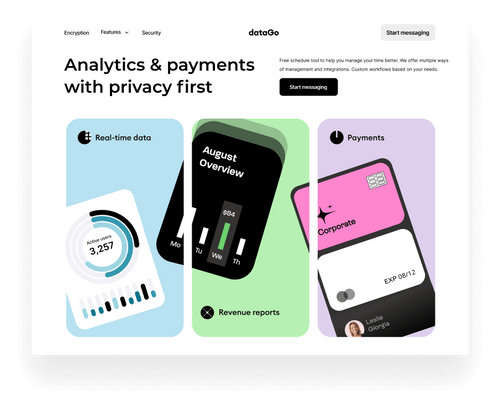 Encryption
Features
Security
dataGo
Start messaging
Analytics & payments
with privacy first
Free schedule tool to help you manage your time better. We offer multiple ways
of management and integrations. Custom workflows based on your needs.
Start messaging
Real-time data
Active users
3,257
August
Overview
$84
Mo
Tu
We
Th
Revenue reports
Payments
Corporate
EXP 08/12
Leslie
Giorgia